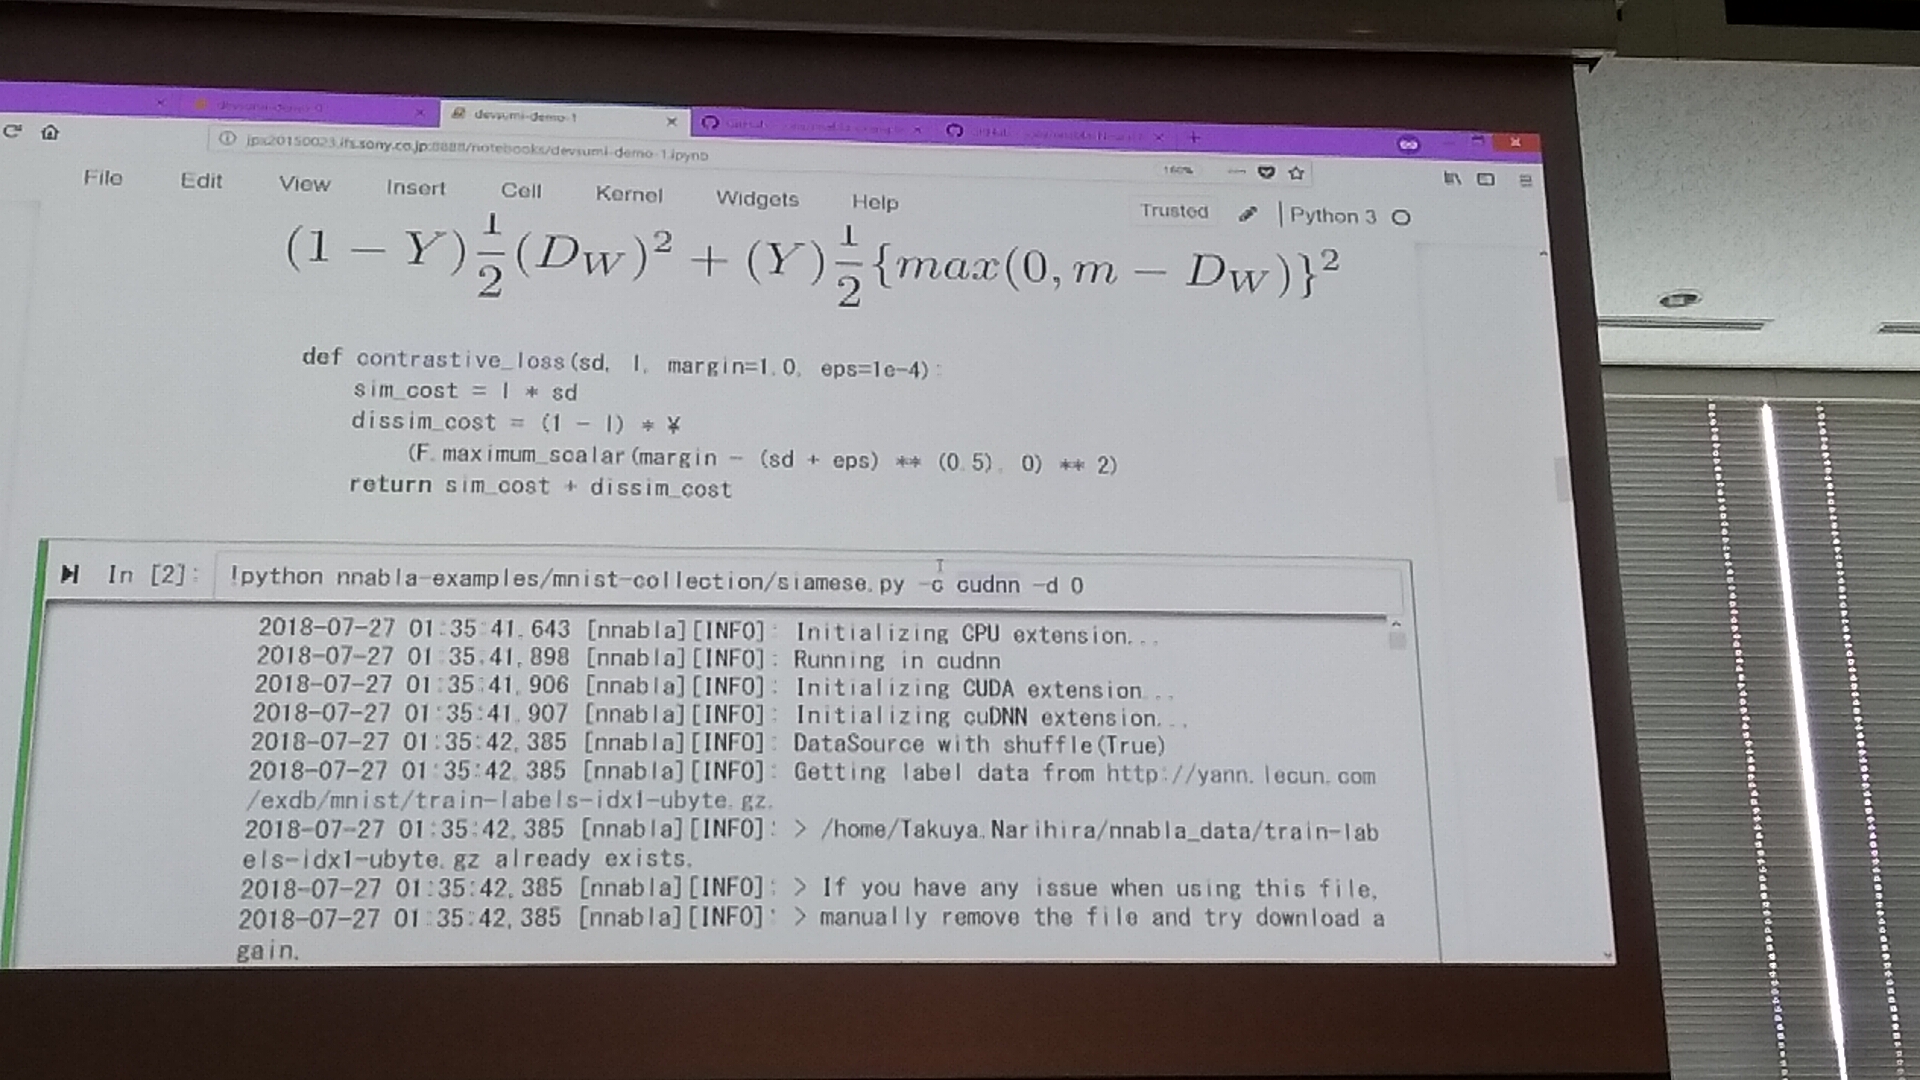 devsumi-demo-1
jpx20150023.ifs.sony.co.jp:8888/notebooks/devsumi-demo-1.ipynb
160%
File Edit View Insert Cell Kernel Widgets Help
Trusted Python 3
(1 − Y)½(D_W)² + (Y)½{max(0, m − D_W)}²
def contrastive_loss(sd, l, margin=1.0, eps=1e-4):
sim_cost = l * sd
dissim_cost = (1 - l) * ¥
(F.maximum_scalar(margin - (sd + eps) ** (0.5), 0) ** 2)
return sim_cost + dissim_cost
In [2]: !python nnabla-examples/mnist-collection/siamese.py -c cudnn -d 0
2018-07-27 01:35:41,643 [nnabla][INFO]: Initializing CPU extension...
2018-07-27 01:35:41,898 [nnabla][INFO]: Running in cudnn
2018-07-27 01:35:41,906 [nnabla][INFO]: Initializing CUDA extension...
2018-07-27 01:35:41,907 [nnabla][INFO]: Initializing cuDNN extension...
2018-07-27 01:35:42,385 [nnabla][INFO]: DataSource with shuffle(True)
2018-07-27 01:35:42,385 [nnabla][INFO]: Getting label data from http://yann.lecun.com
/exdb/mnist/train-labels-idx1-ubyte.gz.
2018-07-27 01:35:42,385 [nnabla][INFO]: > /home/Takuya.Narihira/nnabla_data/train-lab
els-idx1-ubyte.gz already exists.
2018-07-27 01:35:42,385 [nnabla][INFO]: > If you have any issue when using this file,
2018-07-27 01:35:42,385 [nnabla][INFO]: > manually remove the file and try download a
gain.